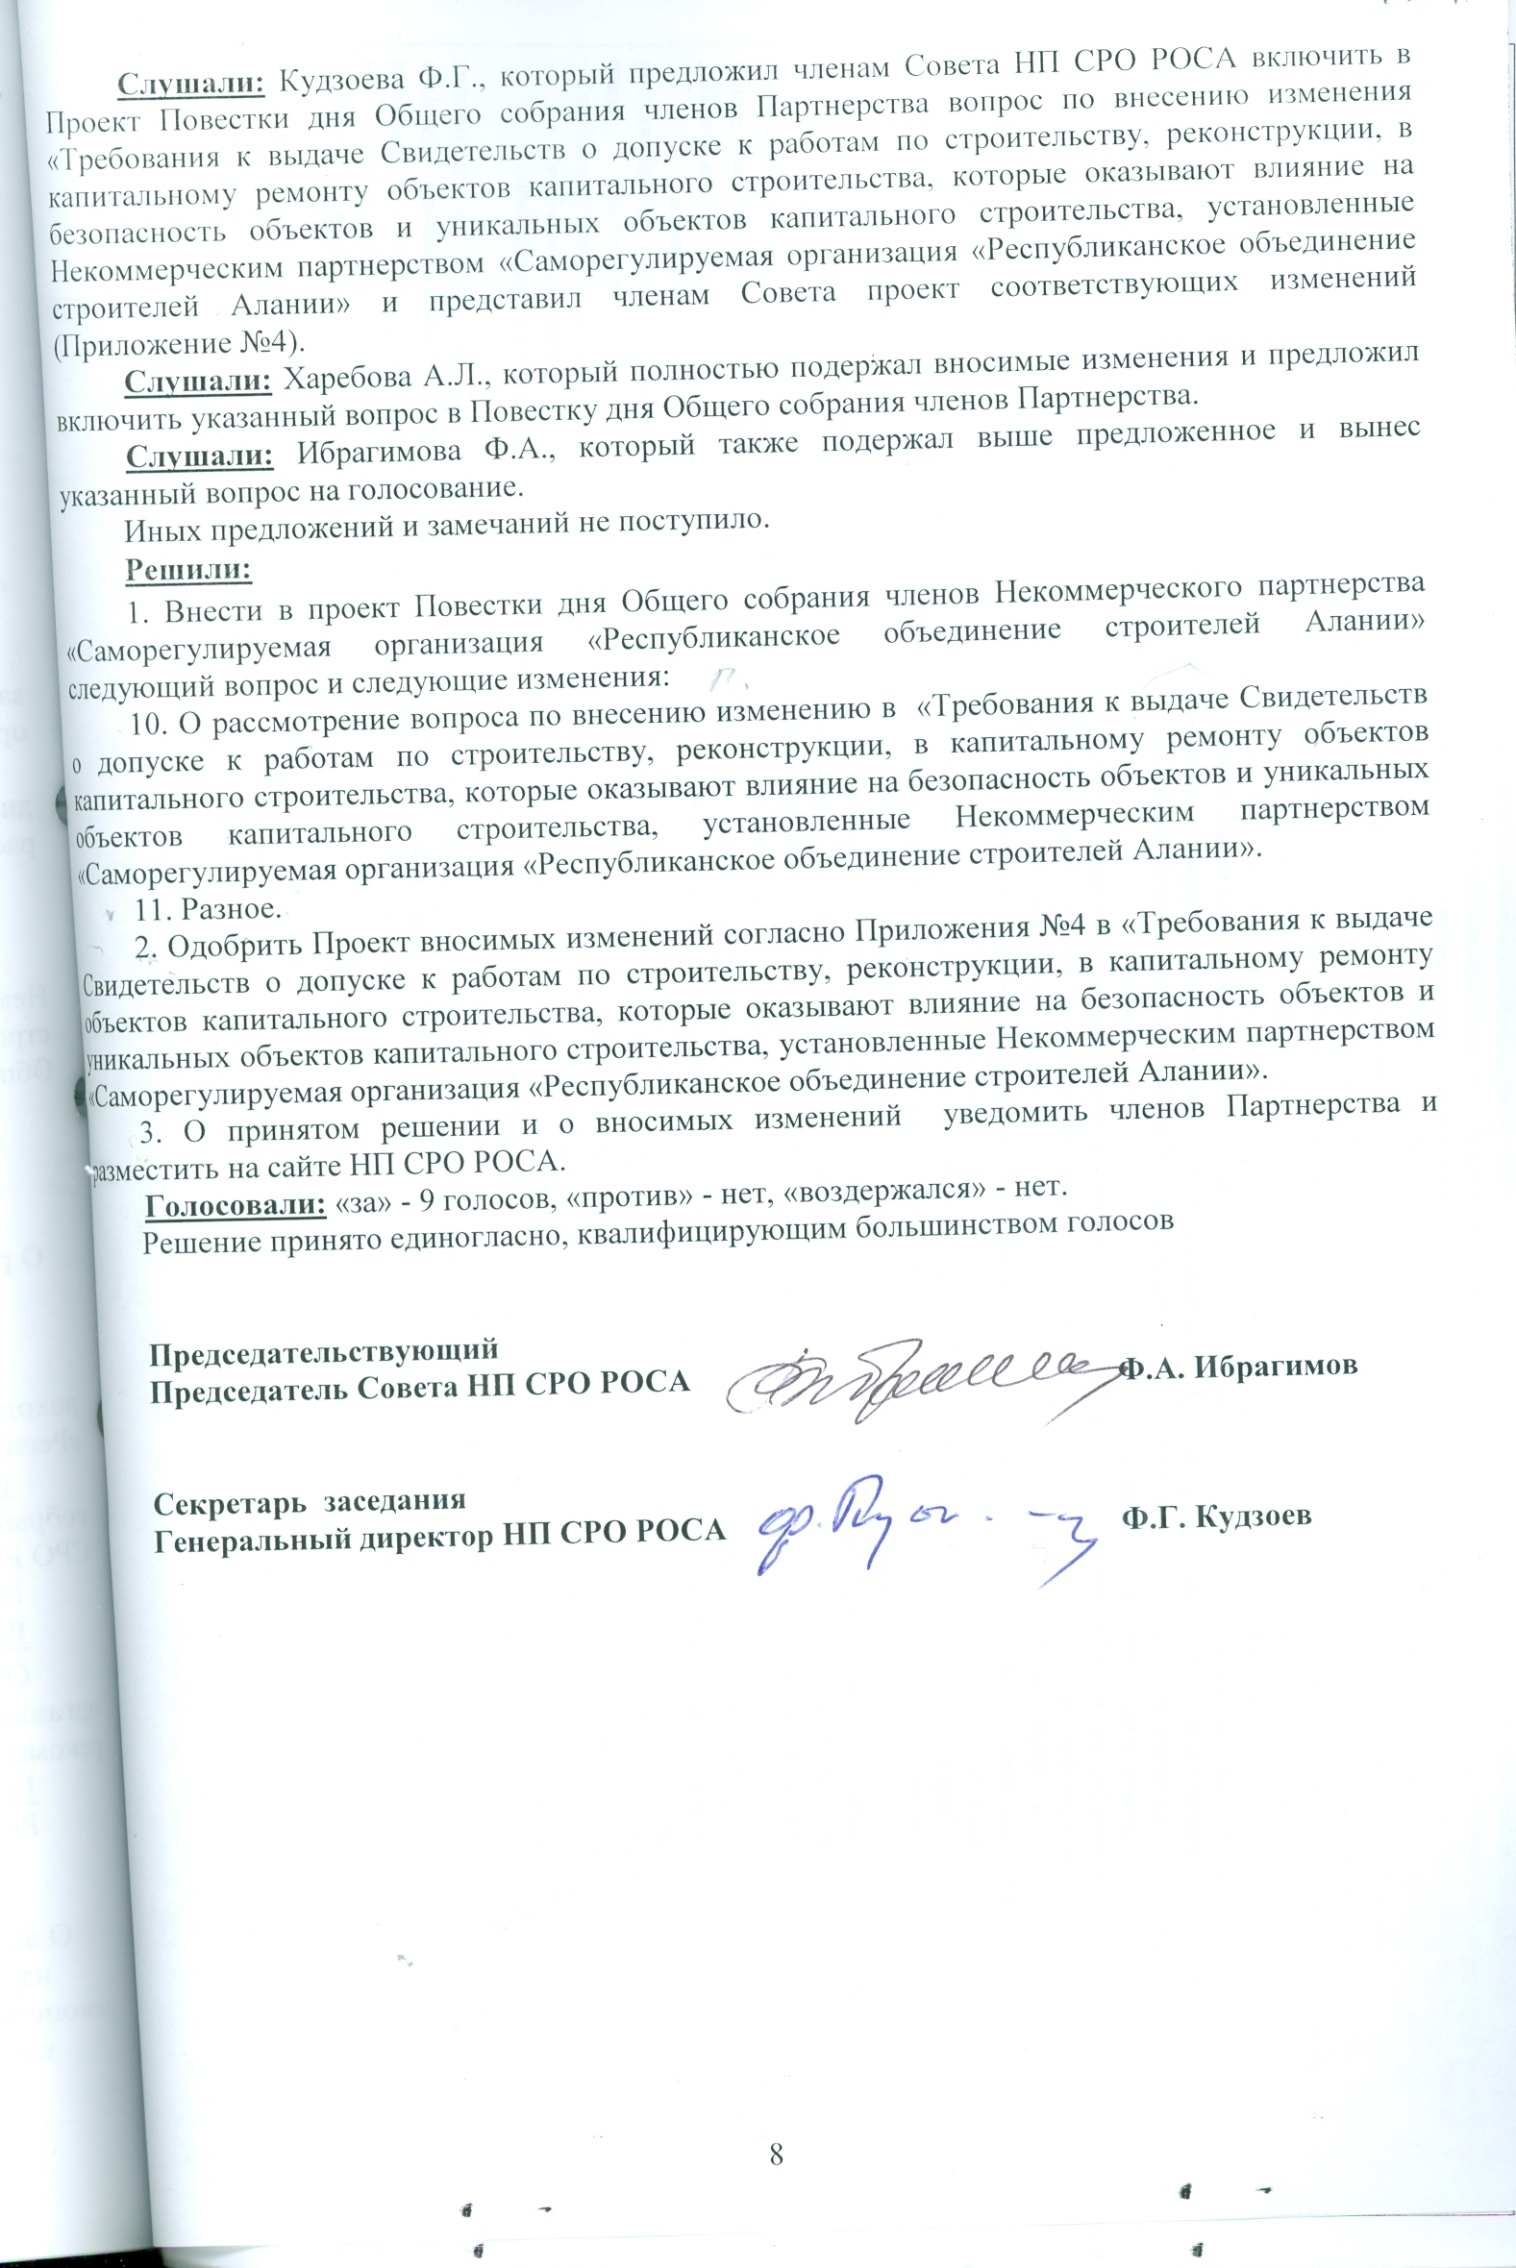 Слушали: Кудзоева Ф.Г., который предложил членам Совета НП СРО РОСА включить в
Проект Повестки дня Общего собрания членов Партнерства вопрос по внесению изменения
«Требования к выдаче Свидетельств о допуске к работам по строительству, реконструкции, в
капитальному ремонту объектов капитального строительства, которые оказывают влияние на
безопасность объектов и уникальных объектов капитального строительства, установленные
Некоммерческим партнерством «Саморегулируемая организация «Республиканское объединение
строителей Алании» и представил членам Совета проект соответствующих изменений
(Приложение №4).
Слушали: Харебова А.Л., который полностью подержал вносимые изменения и предложил
включить указанный вопрос в Повестку дня Общего собрания членов Партнерства.
Слушали: Ибрагимова Ф.А., который также подержал выше предложенное и вынес
указанный вопрос на голосование.
Иных предложений и замечаний не поступило.
Решили:
1. Внести в проект Повестки дня Общего собрания членов Некоммерческого партнерства
«Саморегулируемая организация «Республиканское объединение строителей Алании»
следующий вопрос и следующие изменения:
10. О рассмотрение вопроса по внесению изменению в «Требования к выдаче Свидетельств
о допуске к работам по строительству, реконструкции, в капитальному ремонту объектов
капитального строительства, которые оказывают влияние на безопасность объектов и уникальных
объектов капитального строительства, установленные Некоммерческим партнерством
«Саморегулируемая организация «Республиканское объединение строителей Алании».
11. Разное.
2. Одобрить Проект вносимых изменений согласно Приложения №4 в «Требования к выдаче
Свидетельств о допуске к работам по строительству, реконструкции, в капитальному ремонту
объектов капитального строительства, которые оказывают влияние на безопасность объектов и
уникальных объектов капитального строительства, установленные Некоммерческим партнерством
«Саморегулируемая организация «Республиканское объединение строителей Алании».
3. О принятом решении и о вносимых изменений уведомить членов Партнерства и
разместить на сайте НП СРО РОСА.
Голосовали: «за» - 9 голосов, «против» - нет, «воздержался» - нет.
Решение принято единогласно, квалифицирующим большинством голосов
Председательствующий
Председатель Совета НП СРО РОСА Ф.А. Ибрагимов
Секретарь заседания
Генеральный директор НП СРО РОСА Ф.Г. Кудзоев
8